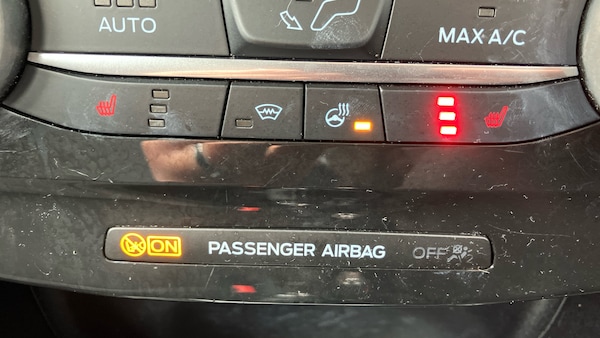 AUTO
MAX A/C
ON PASSENGER AIRBAG OFF